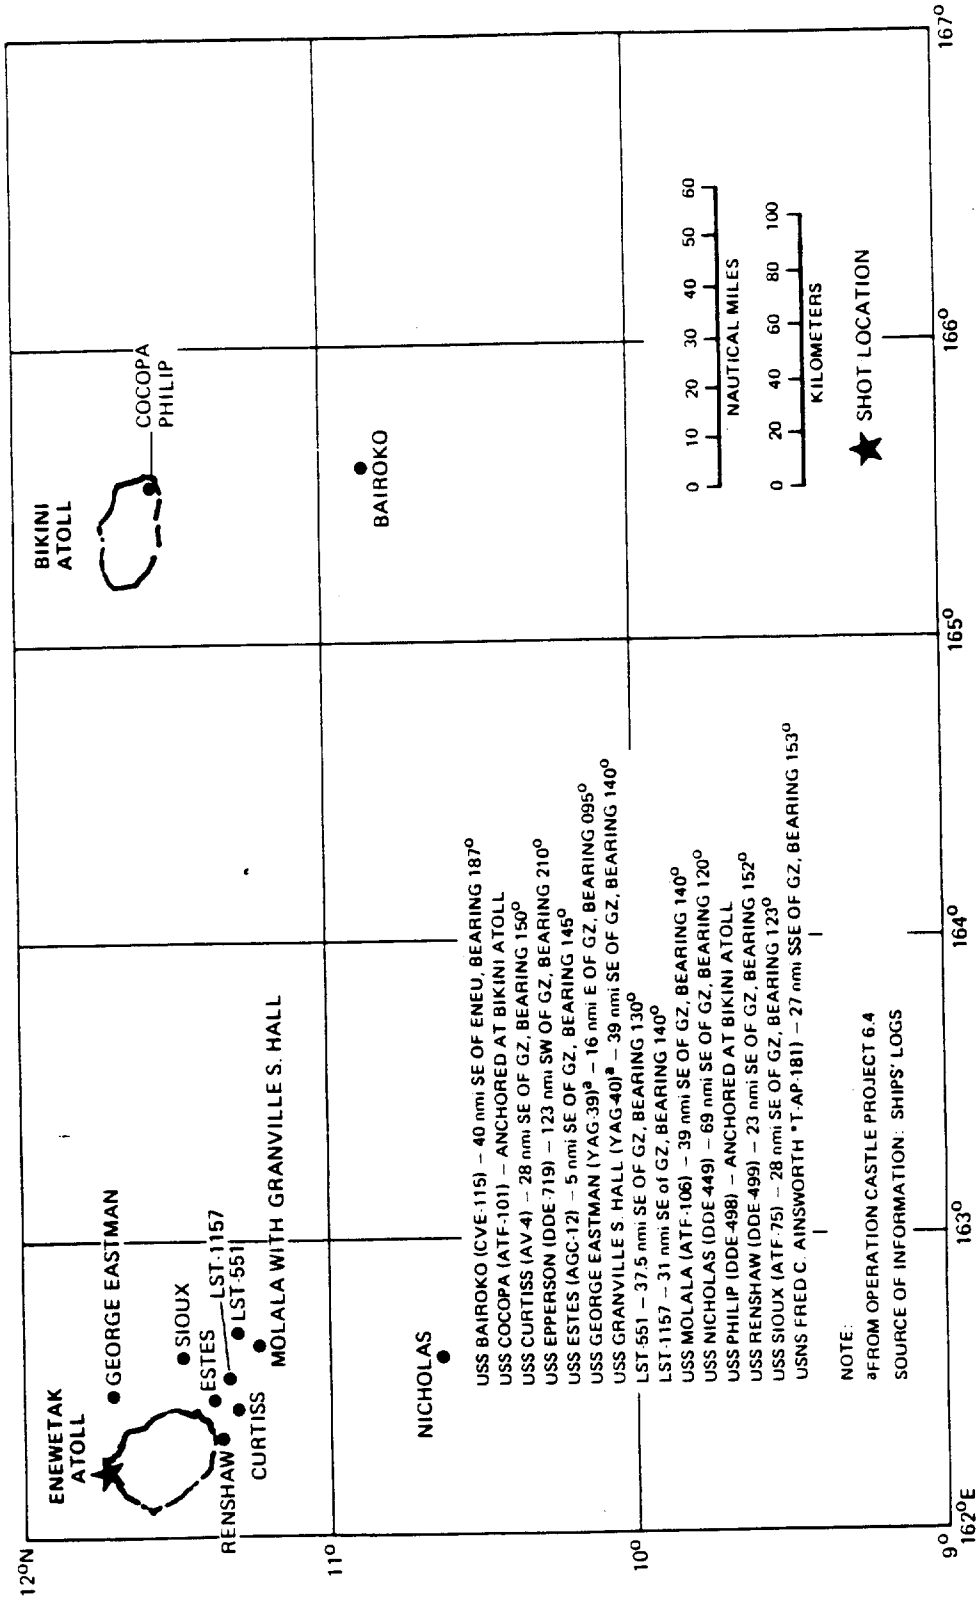 ENEWETAK
ATOLL
GEORGE EASTMAN
SIOUX
ESTES
LST-1157
LST-551
RENSHAW
CURTISS
MOLALA WITH GRANVILLE S. HALL
NICHOLAS
BIKINI
ATOLL
COCOPA
PHILIP
BAIROKO
USS BAIROKO (CVE-115) – 40 nmi SE OF ENEU, BEARING 187°
USS COCOPA (ATF-101) – ANCHORED AT BIKINI ATOLL
USS CURTISS (AV-4) – 28 nmi SE OF GZ, BEARING 150°
USS EPPERSON (DDE-719) – 123 nmi SW OF GZ, BEARING 210°
USS ESTES (AGC-12) – 5 nmi SE OF GZ, BEARING 145°
USS GEORGE EASTMAN (YAG-39)ᵃ – 16 nmi E OF GZ, BEARING 095°
USS GRANVILLE S. HALL (YAG-40)ᵃ – 39 nmi SE OF GZ, BEARING 140°
LST-551 – 37.5 nmi SE OF GZ, BEARING 130°
LST-1157 – 31 nmi SE of GZ, BEARING 140°
USS MOLALA (ATF-106) – 39 nmi SE OF GZ, BEARING 140°
USS NICHOLAS (DDE-449) – 69 nmi SE OF GZ, BEARING 120°
USS PHILIP (DDE-498) – ANCHORED AT BIKINI ATOLL
USS RENSHAW (DDE-499) – 23 nmi SE OF GZ, BEARING 152°
USS SIOUX (ATF-75) – 28 nmi SE OF GZ, BEARING 123°
USNS FRED C. AINSWORTH "T-AP-181) – 27 nmi SSE OF GZ, BEARING 153°
NOTE:
ᵃFROM OPERATION CASTLE PROJECT 6.4
SOURCE OF INFORMATION: SHIPS' LOGS
0 10 20 30 40 50 60
NAUTICAL MILES
0 20 40 60 80 100
KILOMETERS
SHOT LOCATION
12°N
11°
10°
9°
162°E
163°
164°
165°
166°
167°